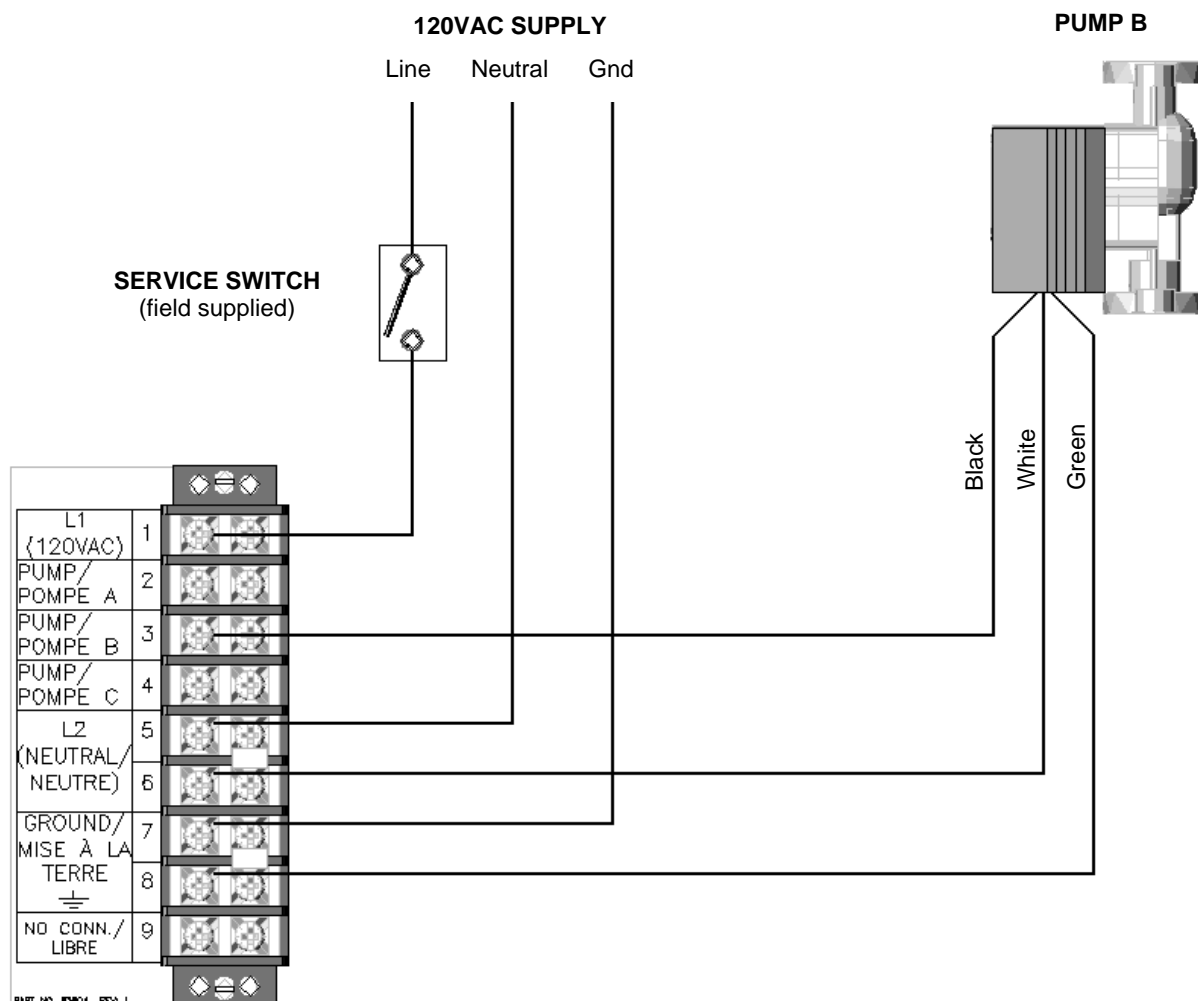 120VAC SUPPLY
PUMP B
Line Neutral Gnd
SERVICE SWITCH
(field supplied)
Black
White
Green
L1
(120VAC)
1
PUMP/
POMPE A
2
PUMP/
POMPE B
3
PUMP/
POMPE C
4
L2
(NEUTRAL/
NEUTRE)
5
6
GROUND/
MISE À LA
TERRE
7
8
NO CONN./
LIBRE
9
PART NO.